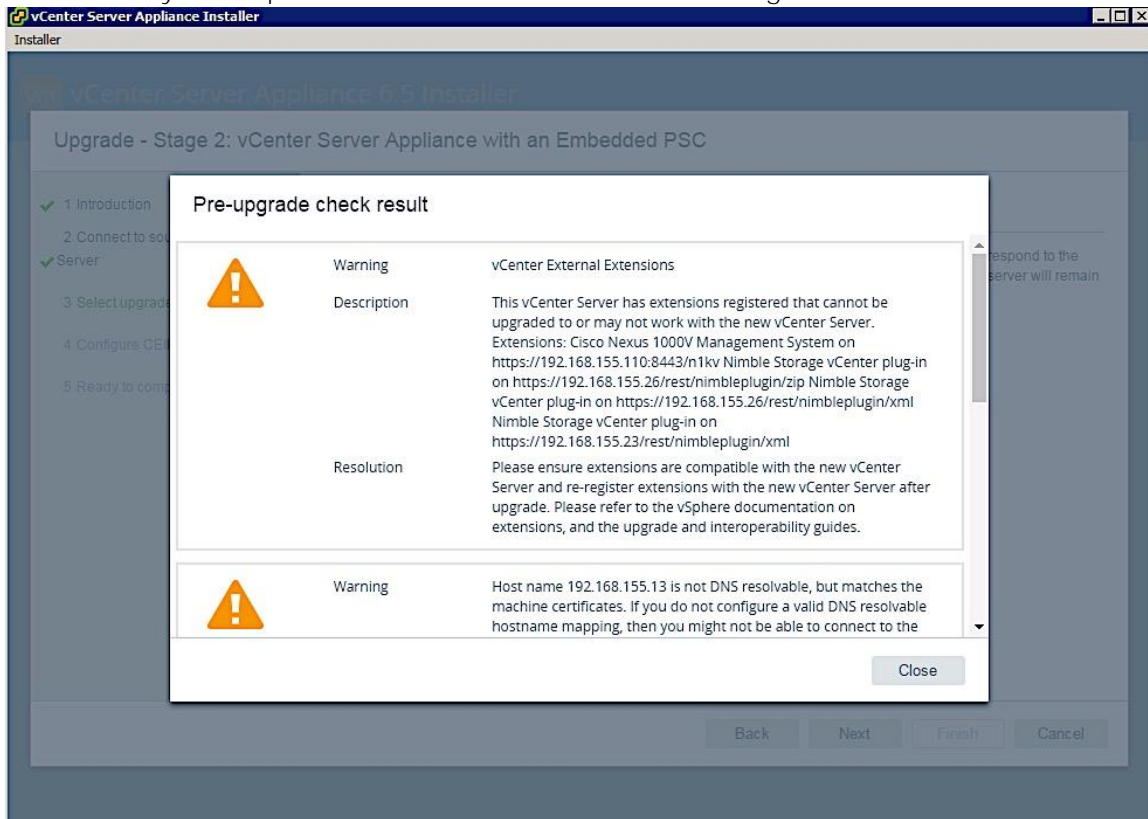 vCenter Server Appliance Installer
Installer
vCenter Server Appliance 6.5 Installer
Upgrade - Stage 2: vCenter Server Appliance with an Embedded PSC
1 Introduction
2 Connect to sou
Server
3 Select upgrade
4 Configure CEI
5 Ready to comp
espond to the
server will remain
Pre-upgrade check result
Warning
vCenter External Extensions
Description
This vCenter Server has extensions registered that cannot be
upgraded to or may not work with the new vCenter Server.
Extensions: Cisco Nexus 1000V Management System on
https://192.168.155.110:8443/n1kv Nimble Storage vCenter plug-in
on https://192.168.155.26/rest/nimbleplugin/zip Nimble Storage
vCenter plug-in on https://192.168.155.26/rest/nimbleplugin/xml
Nimble Storage vCenter plug-in on
https://192.168.155.23/rest/nimbleplugin/xml
Resolution
Please ensure extensions are compatible with the new vCenter
Server and re-register extensions with the new vCenter Server after
upgrade. Please refer to the vSphere documentation on
extensions, and the upgrade and interoperability guides.
Warning
Host name 192.168.155.13 is not DNS resolvable, but matches the
machine certificates. If you do not configure a valid DNS resolvable
hostname mapping, then you might not be able to connect to the
Close
Back
Next
Finish
Cancel